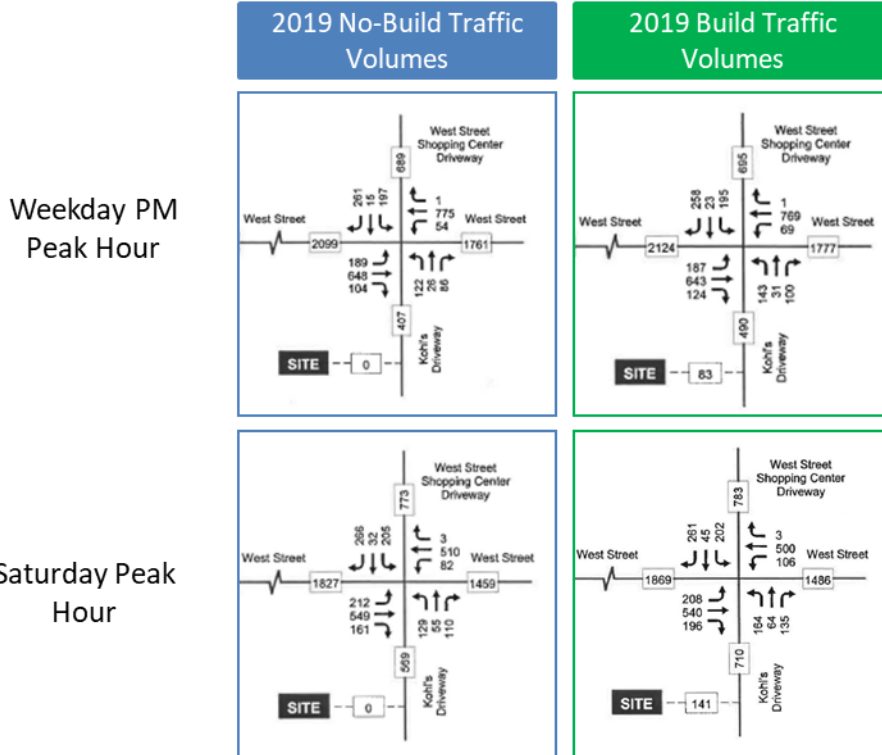 2019 No-Build Traffic
Volumes
2019 Build Traffic
Volumes
Weekday PM
Peak Hour
West Street
Shopping Center
Driveway
689
261
15
197
1
775
54
West Street
West Street
2099
1761
189
648
104
122
26
86
407
Kohl's
Driveway
SITE
0
West Street
Shopping Center
Driveway
695
258
23
195
1
769
69
West Street
West Street
2124
1777
187
643
124
143
31
100
490
Kohl's
Driveway
SITE
83
Saturday Peak
Hour
West Street
Shopping Center
Driveway
773
266
32
205
3
510
82
West Street
West Street
1827
1459
212
549
161
129
55
110
569
Kohl's
Driveway
SITE
0
West Street
Shopping Center
Driveway
783
261
45
202
3
500
106
West Street
West Street
1869
1486
208
540
196
164
64
135
710
Kohl's
Driveway
SITE
141